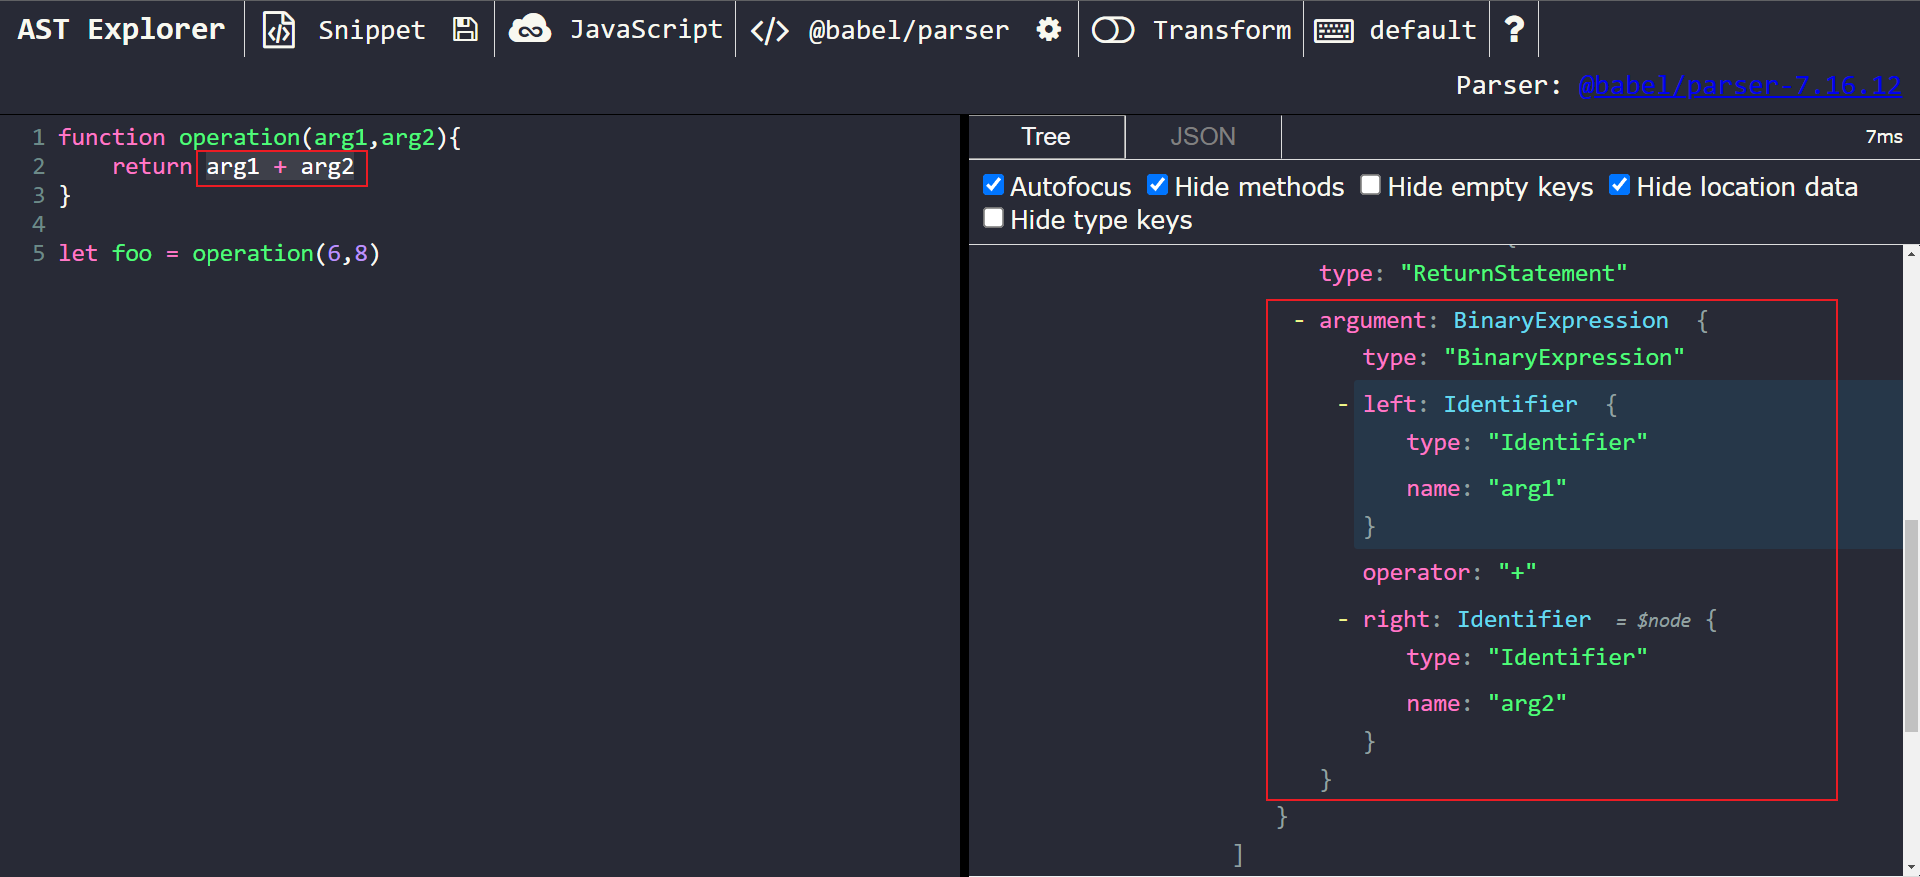 AST Explorer Snippet JavaScript </> @babel/parser Transform default ?
Parser: @babel/parser-7.16.12
1 function operation(arg1,arg2){
2     return arg1 + arg2
3 }
4
5 let foo = operation(6,8)
Tree JSON 7ms
Autofocus Hide methods Hide empty keys Hide location data
Hide type keys
type: "ReturnStatement"
- argument: BinaryExpression {
type: "BinaryExpression"
- left: Identifier {
type: "Identifier"
name: "arg1"
}
operator: "+"
- right: Identifier = $node {
type: "Identifier"
name: "arg2"
}
}
}
]